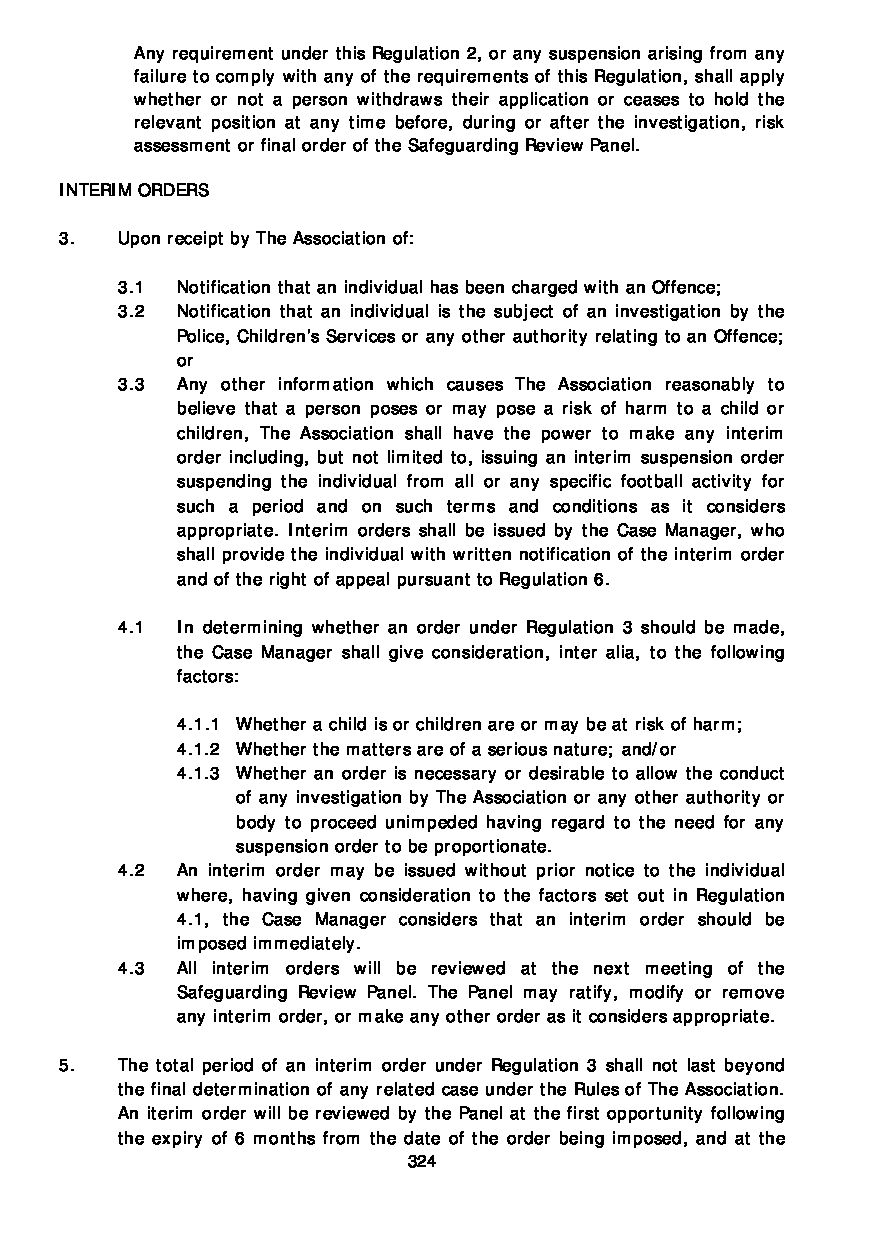 Any requirement under this Regulation 2, or any suspension arising from any
failure to comply with any of the requirements of this Regulation, shall apply
whether or not a person withdraws their application or ceases to hold the
relevant position at any time before, during or after the investigation, risk
assessment or final order of the Safeguarding Review Panel.
INTERIM ORDERS
3. Upon receipt by The Association of:
3.1 Notification that an individual has been charged with an Offence;
3.2 Notification that an individual is the subject of an investigation by the
Police, Children's Services or any other authority relating to an Offence;
or
3.3 Any other information which causes The Association reasonably to
believe that a person poses or may pose a risk of harm to a child or
children, The Association shall have the power to make any interim
order including, but not limited to, issuing an interim suspension order
suspending the individual from all or any specific football activity for
such a period and on such terms and conditions as it considers
appropriate. Interim orders shall be issued by the Case Manager, who
shall provide the individual with written notification of the interim order
and of the right of appeal pursuant to Regulation 6.
4.1 In determining whether an order under Regulation 3 should be made,
the Case Manager shall give consideration, inter alia, to the following
factors:
4.1.1 Whether a child is or children are or may be at risk of harm;
4.1.2 Whether the matters are of a serious nature; and/or
4.1.3 Whether an order is necessary or desirable to allow the conduct
of any investigation by The Association or any other authority or
body to proceed unimpeded having regard to the need for any
suspension order to be proportionate.
4.2 An interim order may be issued without prior notice to the individual
where, having given consideration to the factors set out in Regulation
4.1, the Case Manager considers that an interim order should be
imposed immediately.
4.3 All interim orders will be reviewed at the next meeting of the
Safeguarding Review Panel. The Panel may ratify, modify or remove
any interim order, or make any other order as it considers appropriate.
5. The total period of an interim order under Regulation 3 shall not last beyond
the final determination of any related case under the Rules of The Association.
An iterim order will be reviewed by the Panel at the first opportunity following
the expiry of 6 months from the date of the order being imposed, and at the
324